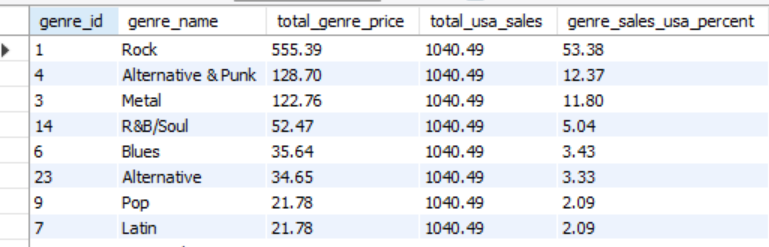 genre_id genre_name total_genre_price total_usa_sales genre_sales_usa_percent
1 Rock 555.39 1040.49 53.38
4 Alternative & Punk 128.70 1040.49 12.37
3 Metal 122.76 1040.49 11.80
14 R&B/Soul 52.47 1040.49 5.04
6 Blues 35.64 1040.49 3.43
23 Alternative 34.65 1040.49 3.33
9 Pop 21.78 1040.49 2.09
7 Latin 21.78 1040.49 2.09